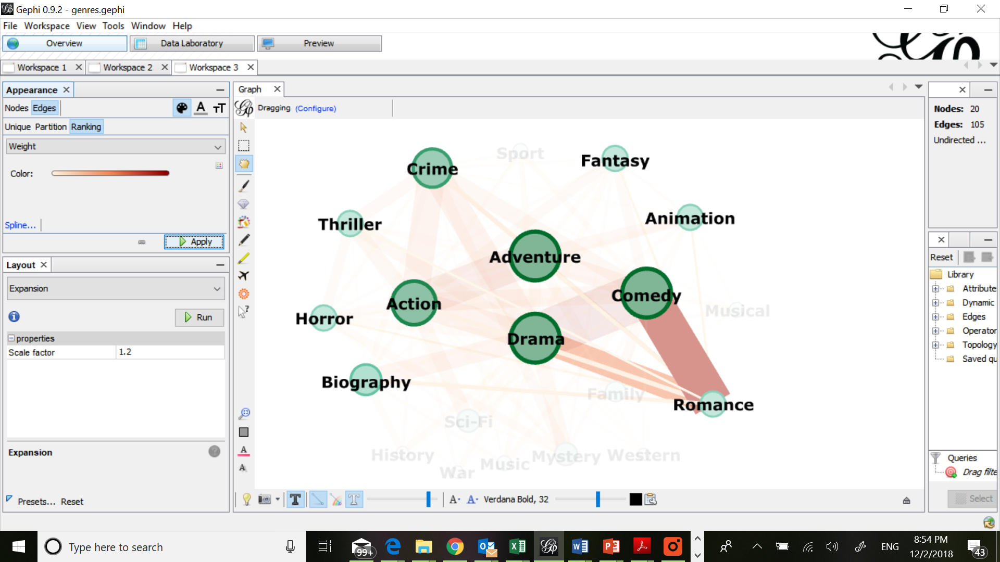 Gephi 0.9.2 - genres.gephi
File Workspace View Tools Window Help
Overview Data Laboratory Preview
Workspace 1 Workspace 2 Workspace 3
Appearance
Nodes Edges
Unique Partition Ranking
Weight
Color:
Spline...
Apply
Layout
Expansion
Run
properties
Scale factor 1.2
Expansion
Presets... Reset
Graph
Dragging (Configure)
Sport
Crime
Fantasy
Thriller
Animation
Adventure
Comedy
Action
Musical
Horror
Drama
Biography
Family
Romance
Sci-Fi
History
Mystery
Western
Music
War
Verdana Bold, 32
Nodes: 20
Edges: 105
Undirected ...
Reset
Library
Attribute
Dynamic
Edges
Operator
Topology
Saved qu
Queries
Drag filte
Select
Type here to search
99+
ENG
8:54 PM
12/2/2018
43